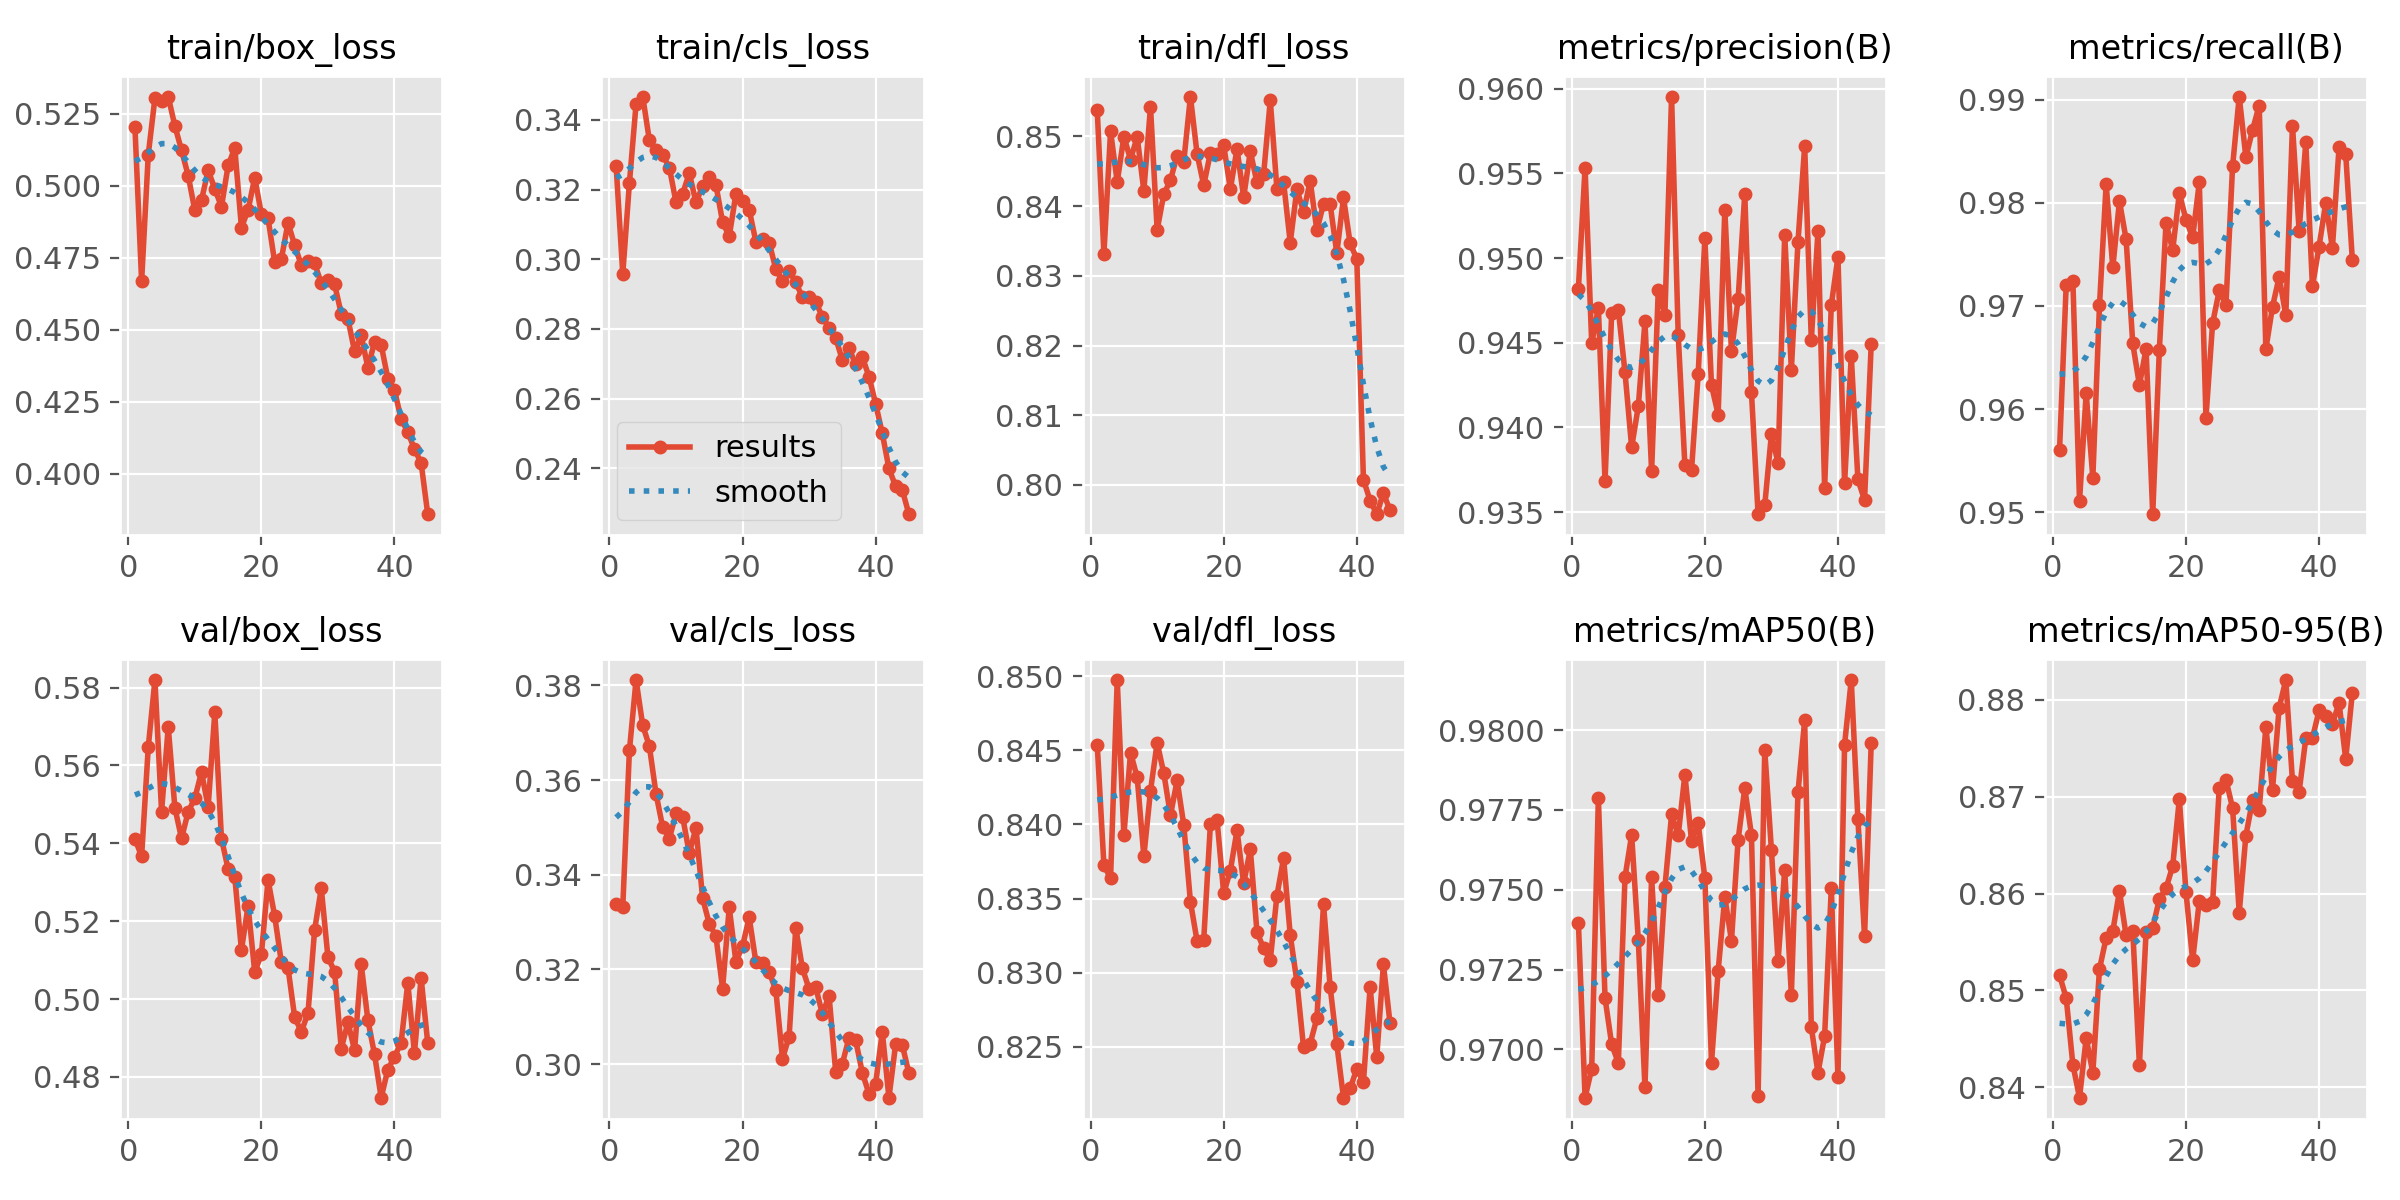 train/box_loss
train/cls_loss
train/dfl_loss
metrics/precision(B)
metrics/recall(B)
0.525
0.500
0.475
0.450
0.425
0.400
0 20 40
0.34
0.32
0.30
0.28
0.26
0.24
results
smooth
0 20 40
0.85
0.84
0.83
0.82
0.81
0.80
0 20 40
0.960
0.955
0.950
0.945
0.940
0.935
0 20 40
0.99
0.98
0.97
0.96
0.95
0 20 40
val/box_loss
val/cls_loss
val/dfl_loss
metrics/mAP50(B)
metrics/mAP50-95(B)
0.58
0.56
0.54
0.52
0.50
0.48
0 20 40
0.38
0.36
0.34
0.32
0.30
0 20 40
0.850
0.845
0.840
0.835
0.830
0.825
0 20 40
0.9800
0.9775
0.9750
0.9725
0.9700
0 20 40
0.88
0.87
0.86
0.85
0.84
0 20 40